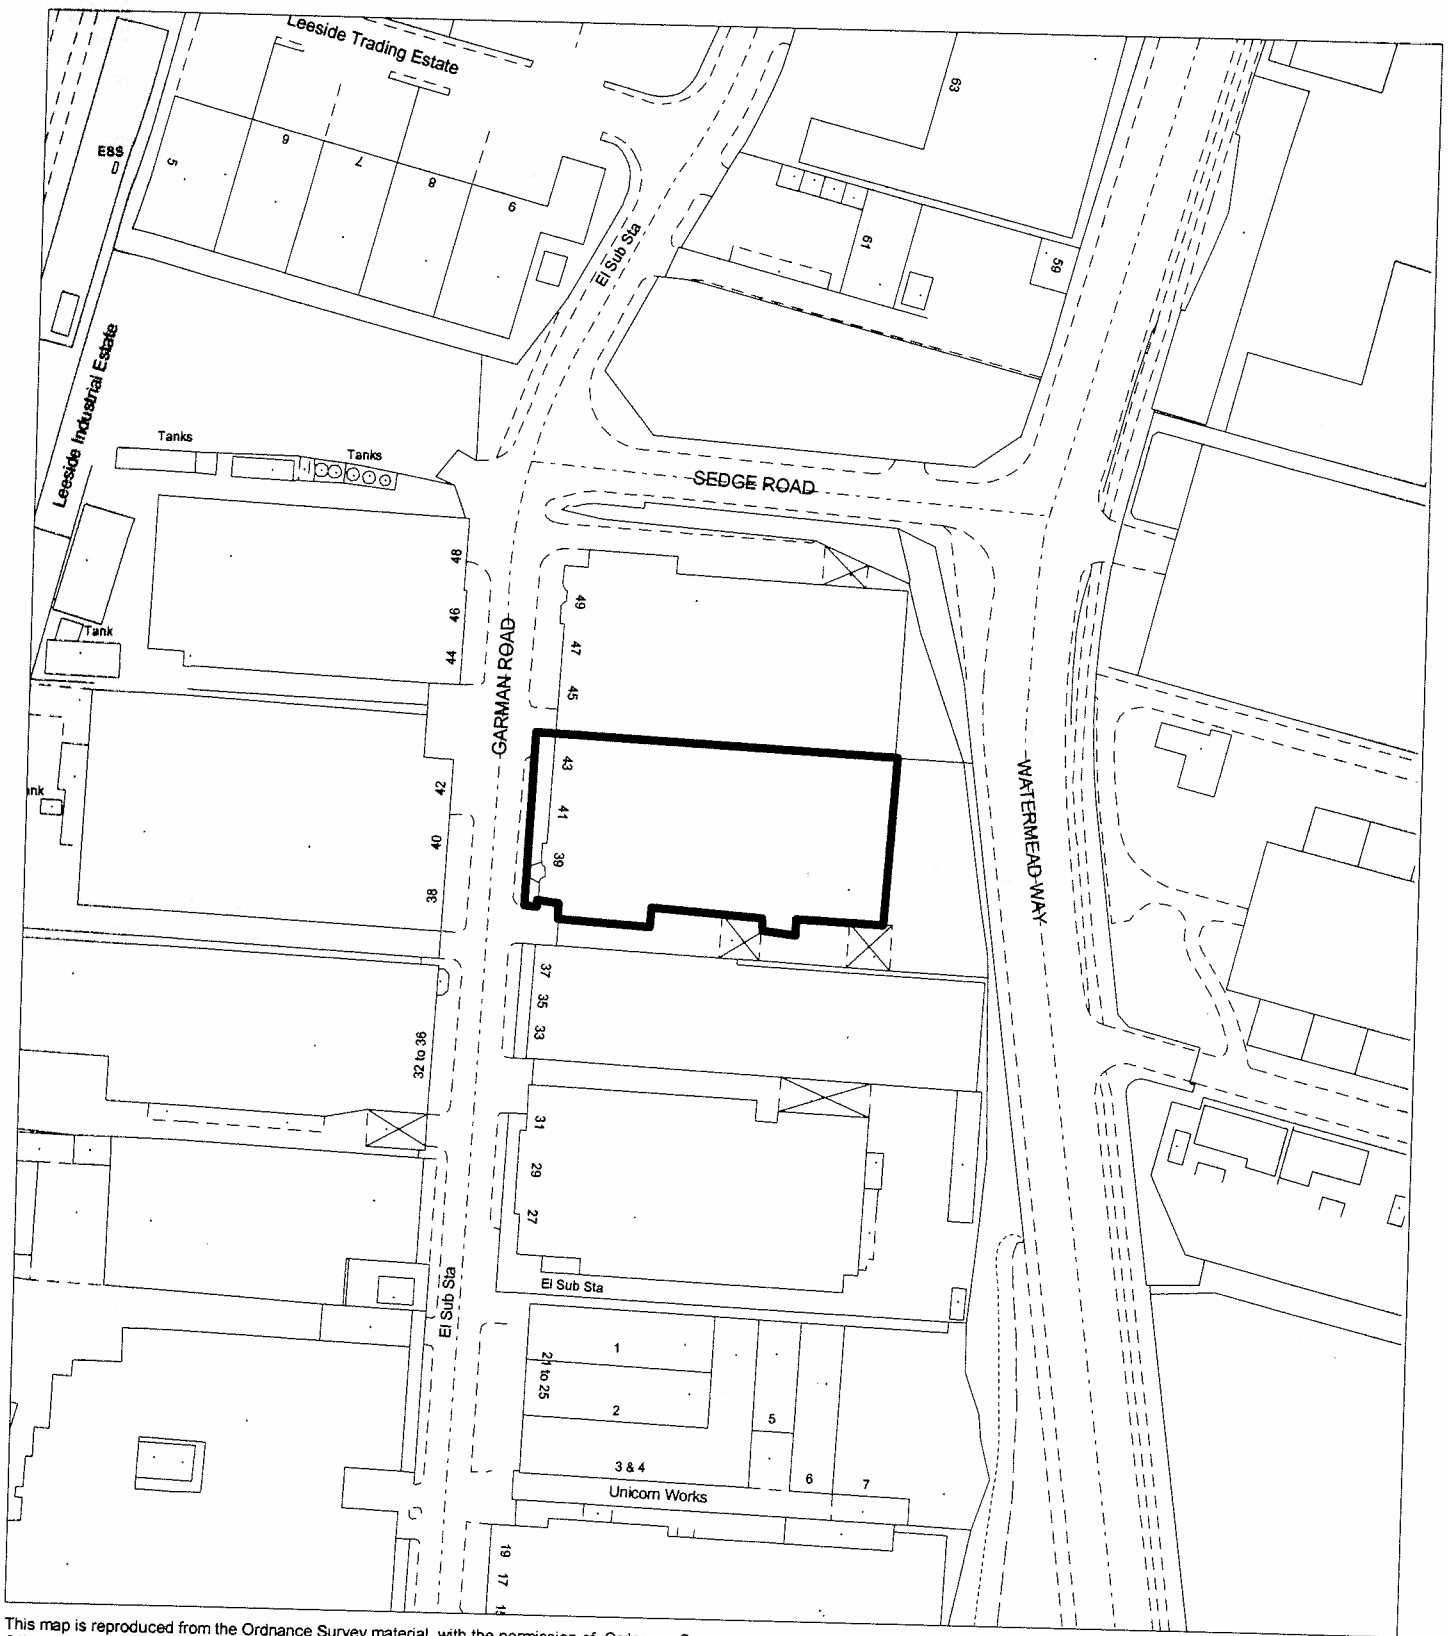 Leeside Trading Estate
63
EBS
5
6
7
8
9
El Sub Sta
61
59
Leeside Industrial Estate
Tanks
Tanks
SEDGE ROAD
48
46
44
49
47
45
Tank
GARMAN ROAD
43
41
39
42
40
38
WATERMEAD WAY
37
35
33
32 to 36
31
29
27
El Sub Sta
El Sub Sta
1
21 to 25
2
5
3 & 4
6
7
Unicorn Works
19
17
This map is reproduced from the Ordnance Survey material with the permission of